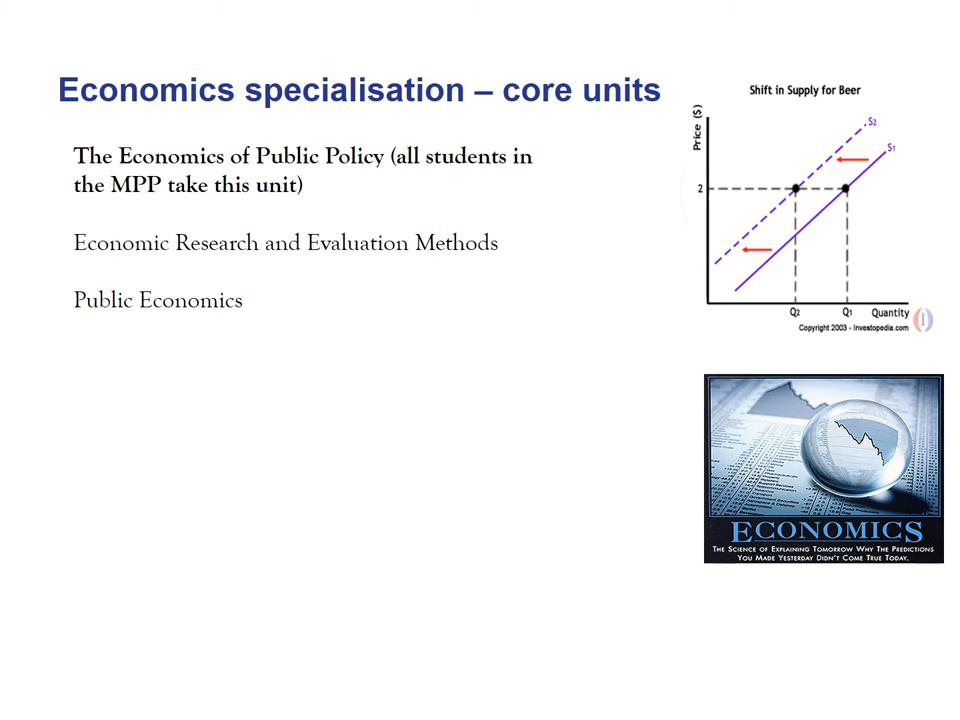 Economics specialisation – core units
The Economics of Public Policy (all students in
the MPP take this unit)
Economic Research and Evaluation Methods
Public Economics
Shift in Supply for Beer
Price ($)
S2
S1
2
Q2
Q1
Quantity
Copyright 2003 - Investopedia.com
ECONOMICS
THE SCIENCE OF EXPLAINING TOMORROW WHY THE PREDICTIONS
YOU MADE YESTERDAY DIDN'T COME TRUE TODAY.